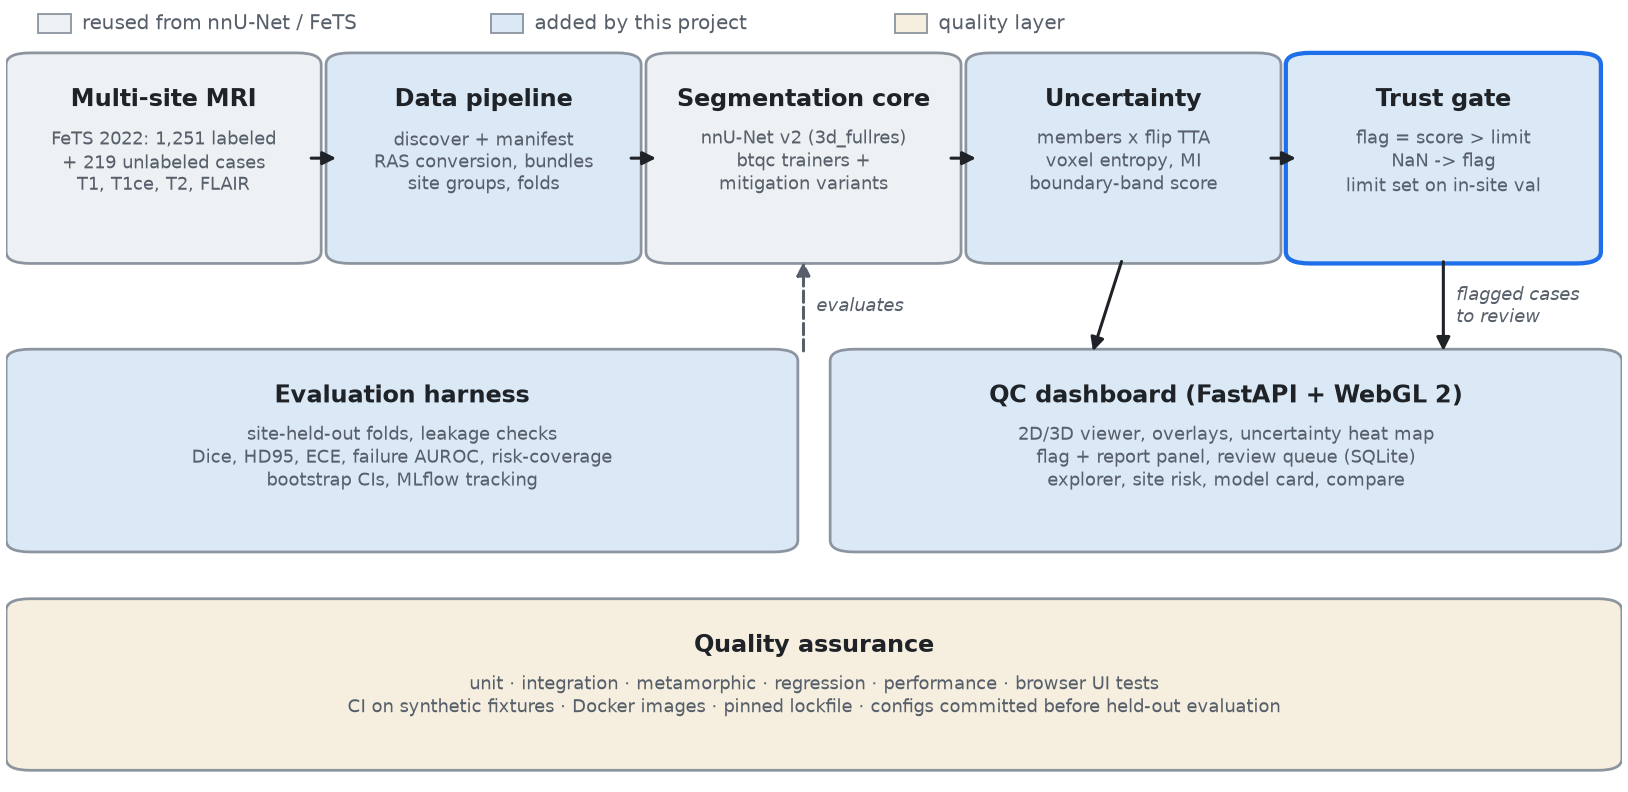 reused from nnU-Net / FeTS
added by this project
quality layer
Multi-site MRI
FeTS 2022: 1,251 labeled
+ 219 unlabeled cases
T1, T1ce, T2, FLAIR
Data pipeline
discover + manifest
RAS conversion, bundles
site groups, folds
Segmentation core
nnU-Net v2 (3d_fullres)
btqc trainers +
mitigation variants
Uncertainty
members x flip TTA
voxel entropy, MI
boundary-band score
Trust gate
flag = score > limit
NaN -> flag
limit set on in-site val
evaluates
flagged cases
to review
Evaluation harness
site-held-out folds, leakage checks
Dice, HD95, ECE, failure AUROC, risk-coverage
bootstrap CIs, MLflow tracking
QC dashboard (FastAPI + WebGL 2)
2D/3D viewer, overlays, uncertainty heat map
flag + report panel, review queue (SQLite)
explorer, site risk, model card, compare
Quality assurance
unit · integration · metamorphic · regression · performance · browser UI tests
CI on synthetic fixtures · Docker images · pinned lockfile · configs committed before held-out evaluation